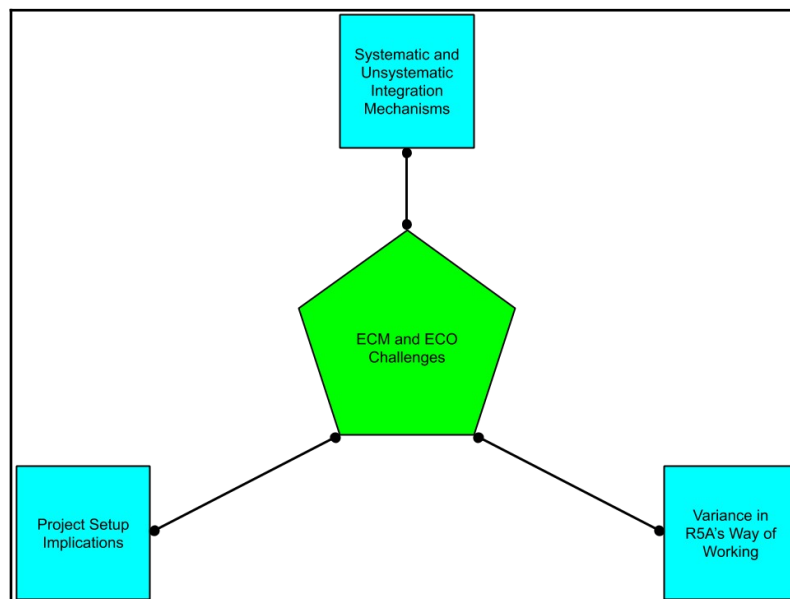 Systematic and
Unsystematic
Integration
Mechanisms
ECM and ECO
Challenges
Project Setup
Implications
Variance in
R5A's Way of
Working